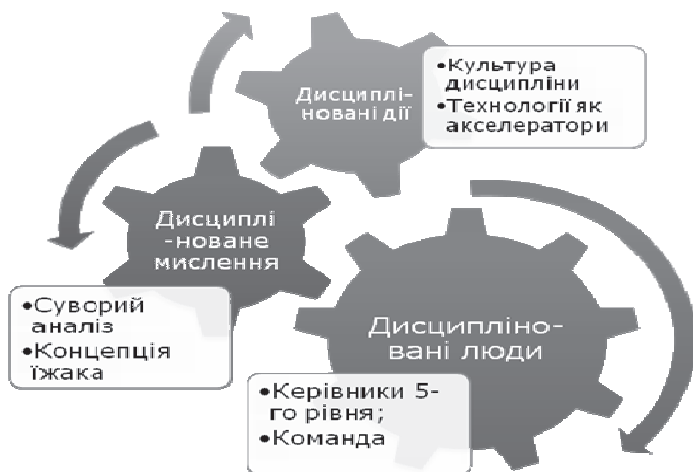 Дисциплі-
новані дії
•Культура
дисципліни
•Технології як
акселератори
Дисциплі
-новане
мислення
•Суворий
аналіз
•Концепція
їжака
Дисципліно-
вані люди
•Керівники 5-
го рівня;
•Команда